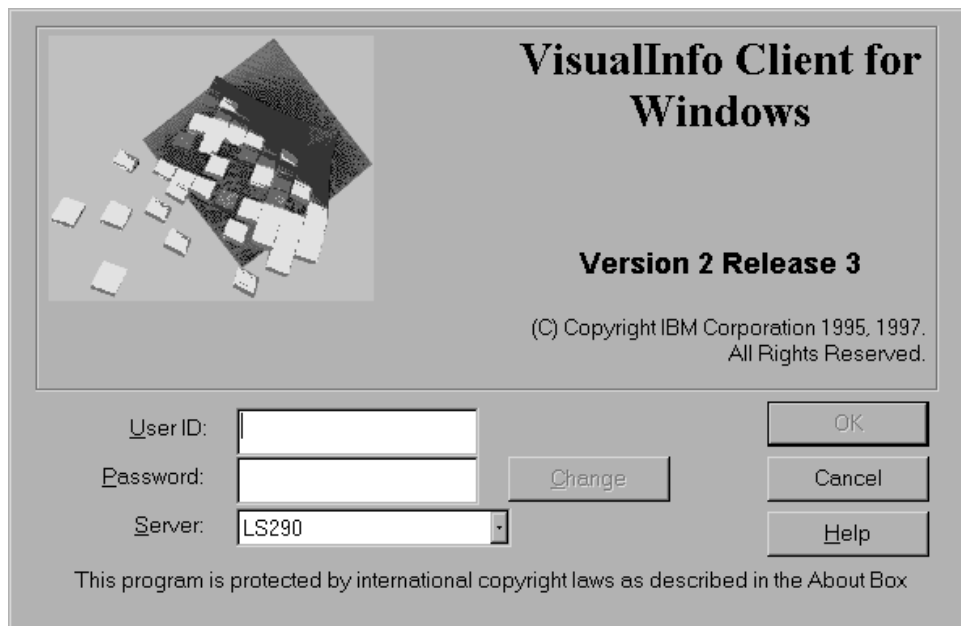 VisualInfo Client for
Windows
Version 2 Release 3
(C) Copyright IBM Corporation 1995, 1997.
All Rights Reserved.
User ID:
OK
Password:
Change
Cancel
Server:
LS290
Help
This program is protected by international copyright laws as described in the About Box